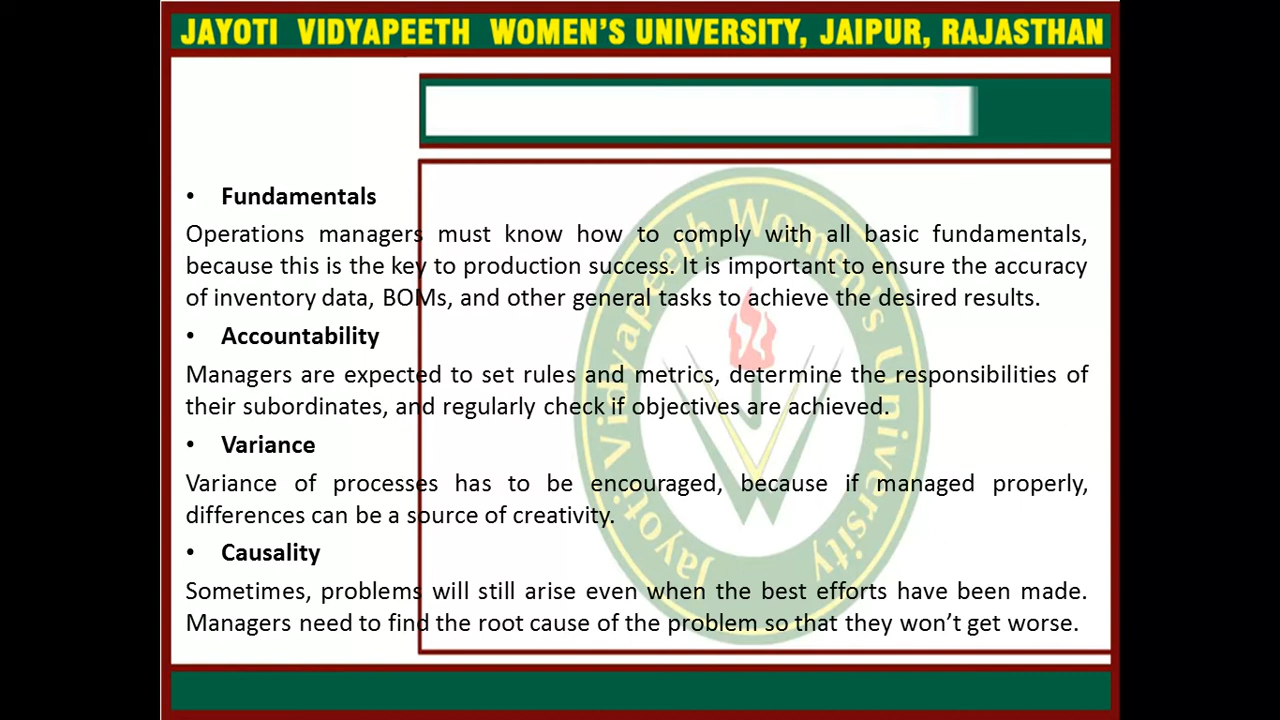 JAYOTI VIDYAPEETH WOMEN'S UNIVERSITY, JAIPUR, RAJASTHAN
• Fundamentals
Operations managers must know how to comply with all basic fundamentals,
because this is the key to production success. It is important to ensure the accuracy
of inventory data, BOMs, and other general tasks to achieve the desired results.
• Accountability
Managers are expected to set rules and metrics, determine the responsibilities of
their subordinates, and regularly check if objectives are achieved.
• Variance
Variance of processes has to be encouraged, because if managed properly,
differences can be a source of creativity.
• Causality
Sometimes, problems will still arise even when the best efforts have been made.
Managers need to find the root cause of the problem so that they won't get worse.
Jayoti Vidyapeeth Women's University